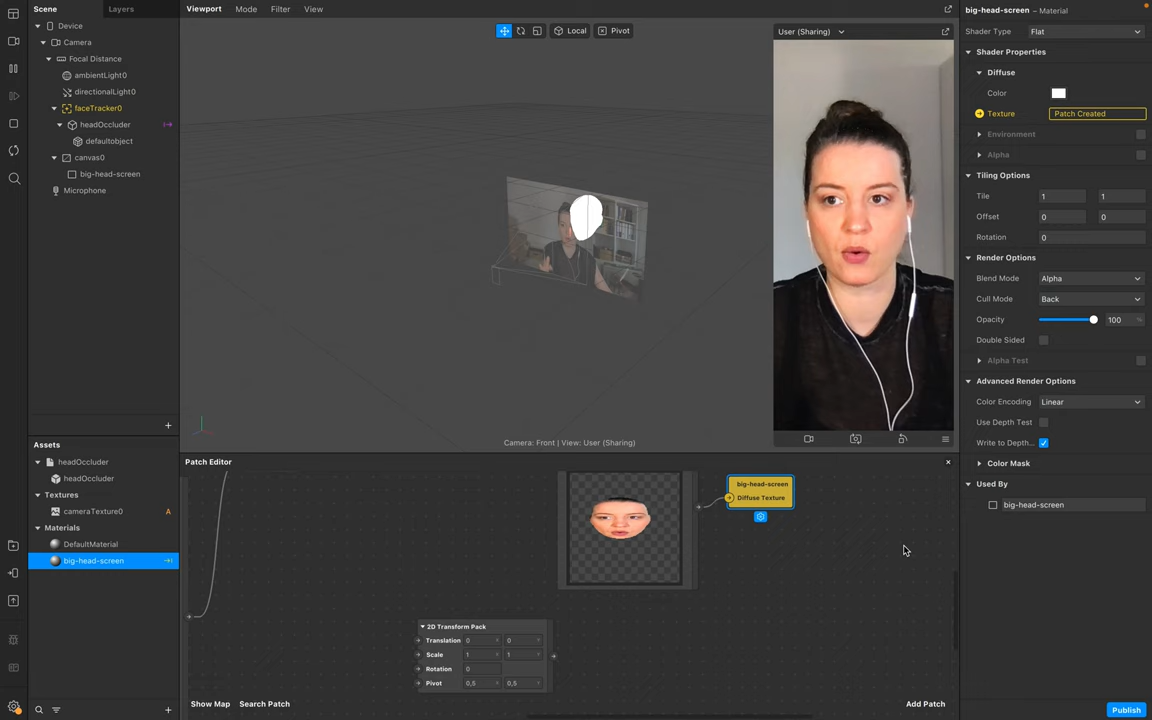 Scene
Layers
Device
Camera
Focal Distance
ambientLight0
directionalLight0
faceTracker0
headOccluder
defaultobject
canvas0
big-head-screen
Microphone
Assets
headOccluder
headOccluder
Textures
cameraTexture0 A
Materials
DefaultMaterial
big-head-screen
Viewport Mode Filter View
Local Pivot
User (Sharing)
Camera: Front | View: User (Sharing)
Patch Editor
big-head-screen
Diffuse Texture
2D Transform Pack
Translation 0 0
Scale 1 1
Rotation 0
Pivot 0,5 0,5
Show Map Search Patch
Add Patch
big-head-screen – Material
Shader Type Flat
Shader Properties
Diffuse
Color
Texture Patch Created
Environment
Alpha
Tiling Options
Tile 1 1
Offset 0 0
Rotation 0
Render Options
Blend Mode Alpha
Cull Mode Back
Opacity 100 %
Double Sided
Alpha Test
Advanced Render Options
Color Encoding Linear
Use Depth Test
Write to Depth...
Color Mask
Used By
big-head-screen
Publish